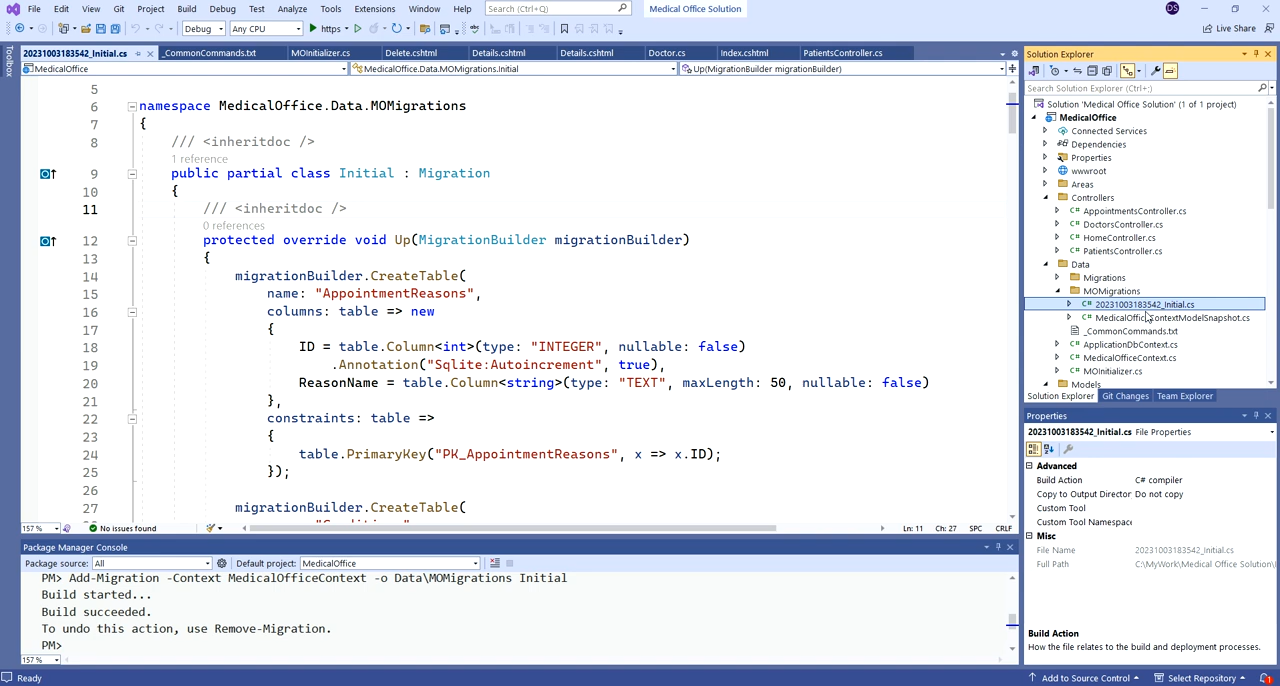 File Edit View Git Project Build Debug Test Analyze Tools Extensions Window Help Search (Ctrl+Q) Medical Office Solution DS
Debug Any CPU https Live Share
Toolbox
20231003183542_Initial.cs _CommonCommands.txt MOInitializer.cs Delete.cshtml Details.cshtml Details.cshtml Doctor.cs Index.cshtml PatientsController.cs
MedicalOffice MedicalOffice.Data.MOMigrations.Initial Up(MigrationBuilder migrationBuilder)
5
6 namespace MedicalOffice.Data.MOMigrations
7 {
8 /// <inheritdoc />
1 reference
9 public partial class Initial : Migration
10 {
11 /// <inheritdoc />
0 references
12 protected override void Up(MigrationBuilder migrationBuilder)
13 {
14 migrationBuilder.CreateTable(
15 name: "AppointmentReasons",
16 columns: table => new
17 {
18 ID = table.Column<int>(type: "INTEGER", nullable: false)
19 .Annotation("Sqlite:Autoincrement", true),
20 ReasonName = table.Column<string>(type: "TEXT", maxLength: 50, nullable: false)
21 },
22 constraints: table =>
23 {
24 table.PrimaryKey("PK_AppointmentReasons", x => x.ID);
25 });
26
27 migrationBuilder.CreateTable(
157 % No issues found Ln: 11 Ch: 27 SPC CRLF
Package Manager Console
Package source: All Default project: MedicalOffice
PM> Add-Migration -Context MedicalOfficeContext -o Data\MOMigrations Initial
Build started...
Build succeeded.
To undo this action, use Remove-Migration.
PM>
157 %
Solution Explorer
Search Solution Explorer (Ctrl+;)
Solution 'Medical Office Solution' (1 of 1 project)
MedicalOffice
Connected Services
Dependencies
Properties
wwwroot
Areas
Controllers
C# AppointmentsController.cs
C# DoctorsController.cs
C# HomeController.cs
C# PatientsController.cs
Data
Migrations
MOMigrations
C# 20231003183542_Initial.cs
C# MedicalOfficeContextModelSnapshot.cs
_CommonCommands.txt
C# ApplicationDbContext.cs
C# MedicalOfficeContext.cs
C# MOInitializer.cs
Models
Solution Explorer Git Changes Team Explorer
Properties
20231003183542_Initial.cs File Properties
Advanced
Build Action C# compiler
Copy to Output Director Do not copy
Custom Tool
Custom Tool Namespace
Misc
File Name 20231003183542_Initial.cs
Full Path C:\MyWork\Medical Office Solution\
Build Action
How the file relates to the build and deployment processes.
Ready Add to Source Control Select Repository 1